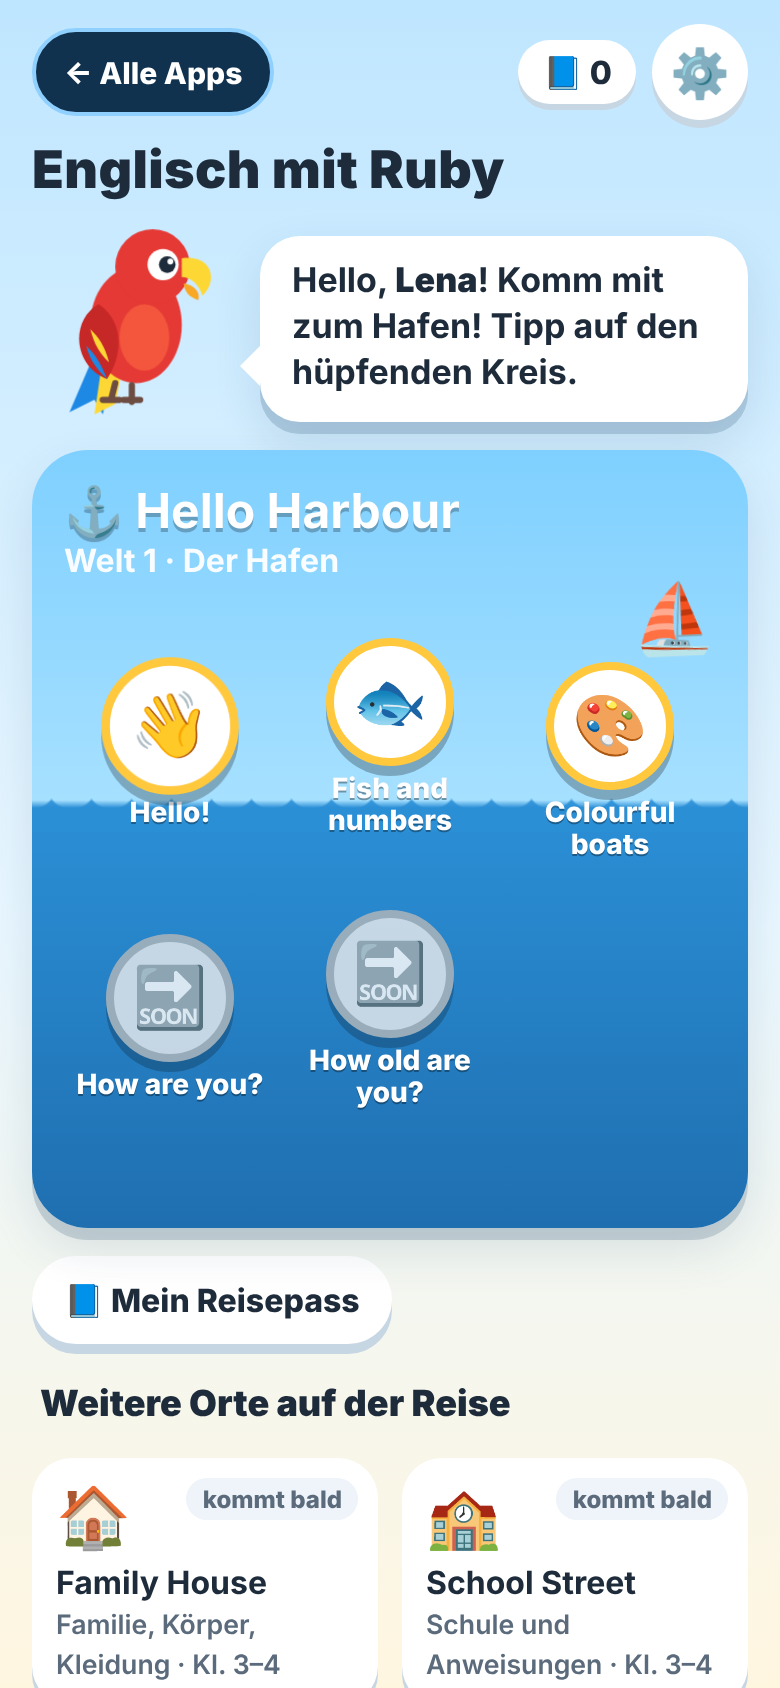 ← Alle Apps
📘 0
Englisch mit Ruby
Hello, Lena! Komm mit
zum Hafen! Tipp auf den
hüpfenden Kreis.
Hello Harbour
Welt 1 · Der Hafen
Hello!
Fish and
numbers
Colourful
boats
SOON
SOON
How are you?
How old are
you?
Mein Reisepass
Weitere Orte auf der Reise
kommt bald
kommt bald
Family House
School Street
Familie, Körper,
Kleidung · Kl. 3–4
Schule und
Anweisungen · Kl. 3–4